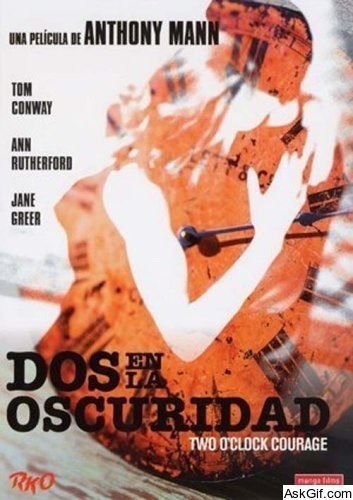 UNA PELÍCULA DE ANTHONY MANN
TOM
CONWAY
ANN
RUTHERFORD
JANE
GREER
DOS EN LA
OSCURIDAD
TWO O'CLOCK COURAGE
RKO
manga films
AskGif.com